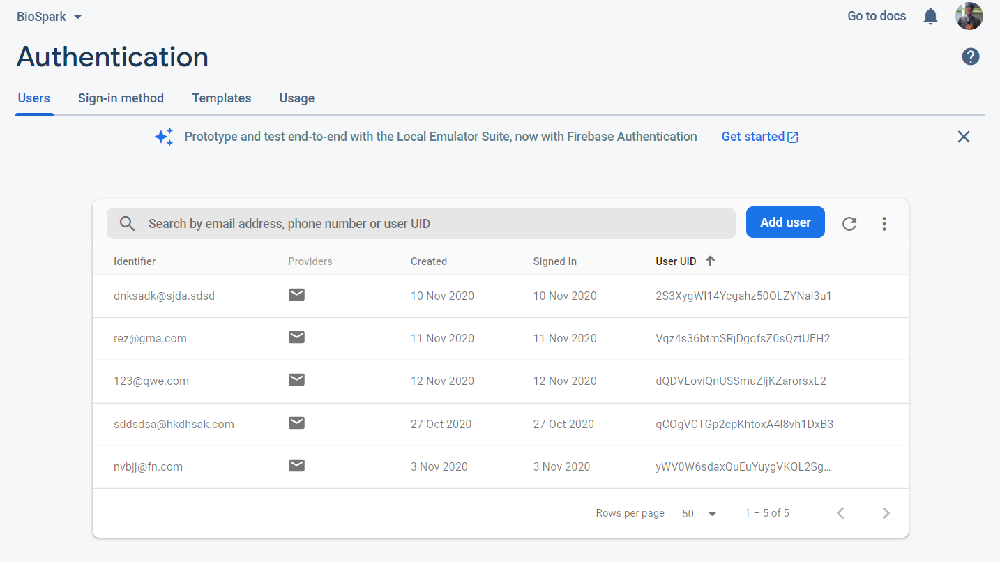 BioSpark
Go to docs
Authentication
Users Sign-in method Templates Usage
Prototype and test end-to-end with the Local Emulator Suite, now with Firebase Authentication Get started
Search by email address, phone number or user UID
Add user
Identifier Providers Created Signed In User UID
dnksadk@sjda.sdsd 10 Nov 2020 10 Nov 2020 2S3XygWI14Ycgahz50OLZYNai3u1
rez@gma.com 11 Nov 2020 11 Nov 2020 Vqz4s36btmSRjDgqfsZ0sQztUEH2
123@qwe.com 12 Nov 2020 12 Nov 2020 dQDVLoviQnUSSmuZljKZarorsxL2
sddsdsa@hkdhsak.com 27 Oct 2020 27 Oct 2020 qCOgVCTGp2cpKhtoxA4l8vh1DxB3
nvbjj@fn.com 3 Nov 2020 3 Nov 2020 yWV0W6sdaxQuEuYuygVKQL2Sg...
Rows per page 50 1 – 5 of 5